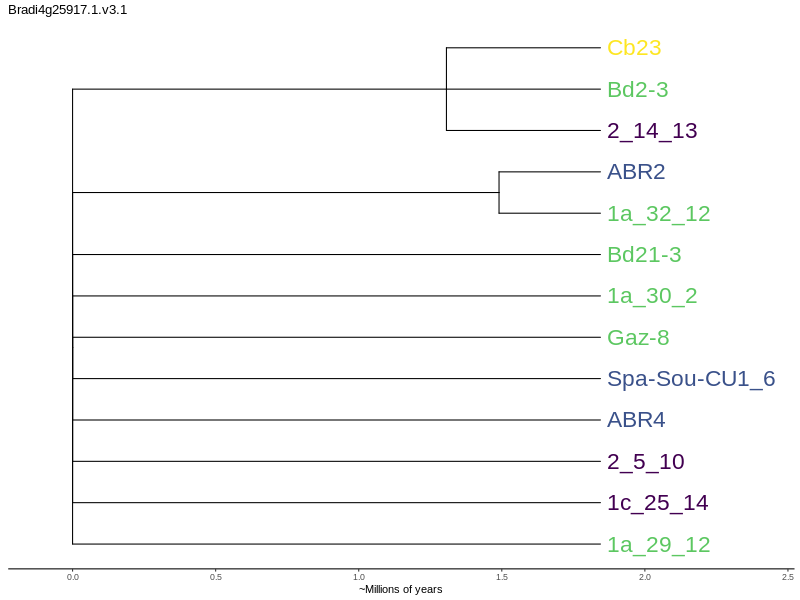 Bradi4g25917.1.v3.1
Cb23
Bd2-3
2_14_13
ABR2
1a_32_12
Bd21-3
1a_30_2
Gaz-8
Spa-Sou-CU1_6
ABR4
2_5_10
1c_25_14
1a_29_12
0.0 0.5 1.0 1.5 2.0 2.5
~Millions of years